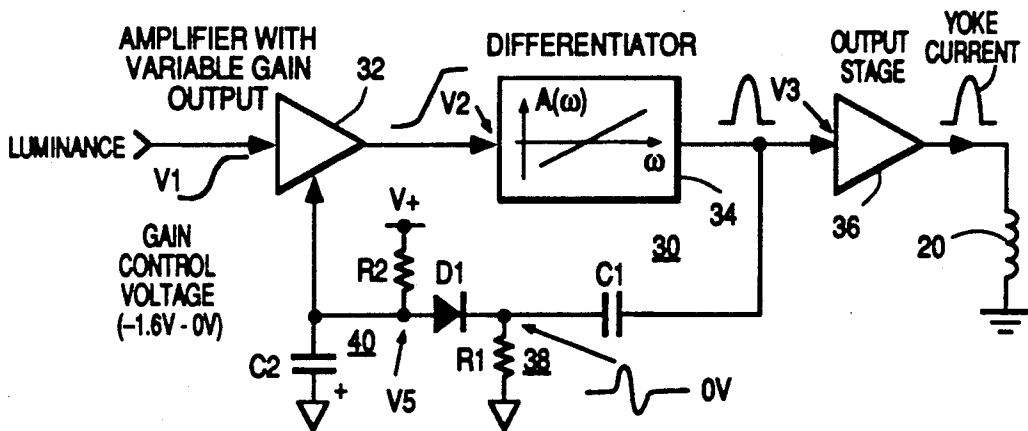 AMPLIFIER WITH
VARIABLE GAIN
OUTPUT
32
DIFFERENTIATOR
OUTPUT
STAGE
YOKE
CURRENT
LUMINANCE
V1
V2
A(ω)
ω
V3
34
36
20
GAIN
CONTROL
VOLTAGE
(–1.6V - 0V)
V+
R2
D1
30
C1
C2
40
+
V5
R1
38
0V